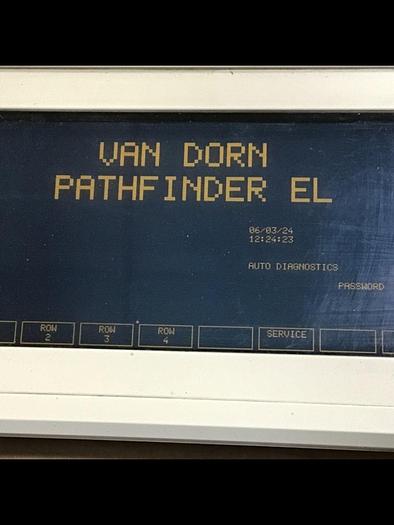 VAN DORN
PATHFINDER EL
06/03/24
12:24:23
AUTO DIAGNOSTICS
PASSWORD
ROW
2
ROW
3
ROW
4
SERVICE